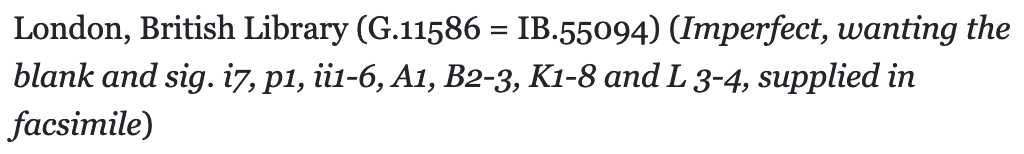 London, British Library (G.11586 = IB.55094) (Imperfect, wanting the
blank and sig. i7, p1, ii1-6, A1, B2-3, K1-8 and L 3-4, supplied in
facsimile)